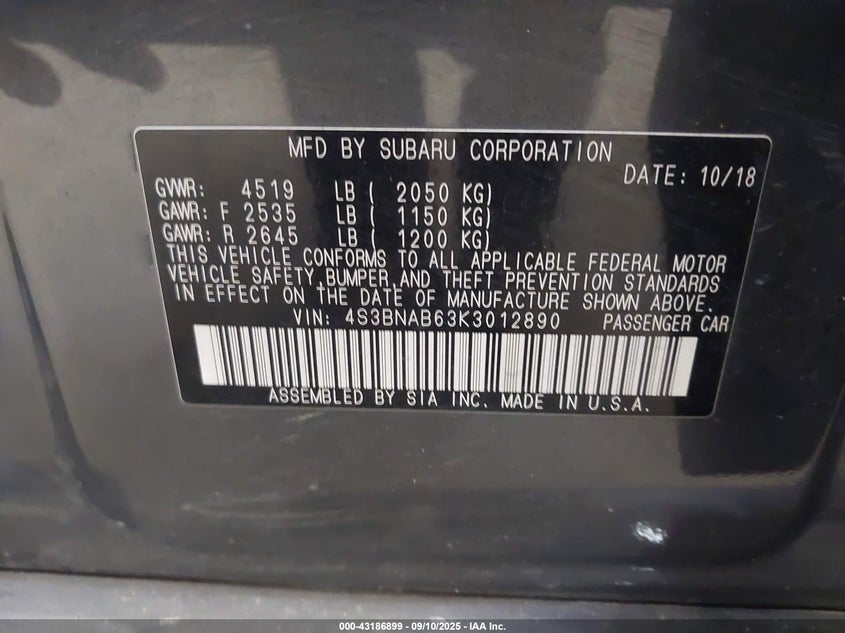 MFD BY SUBARU CORPORATION
DATE: 10/18
GVWR: 4519 LB ( 2050 KG)
GAWR: F 2535 LB ( 1150 KG)
GAWR: R 2645 LB ( 1200 KG)
THIS VEHICLE CONFORMS TO ALL APPLICABLE FEDERAL MOTOR
VEHICLE SAFETY,BUMPER,AND THEFT PREVENTION STANDARDS
IN EFFECT ON THE DATE OF MANUFACTURE SHOWN ABOVE.
VIN: 4S3BNAB63K3012890 PASSENGER CAR
ASSEMBLED BY SIA INC. MADE IN U.S.A.
000-43186899 - 09/10/2025 - IAA Inc.